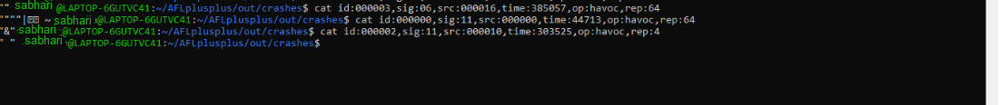 "" sabhari @LAPTOP-6GUTVC41:~/AFLplusplus/out/crashes$ cat id:000003,sig:06,src:000016,time:385057,op:havoc,rep:64
""""| ~ sabhari@LAPTOP-6GUTVC41:~/AFLplusplus/out/crashes$ cat id:000000,sig:11,src:000000,time:44713,op:havoc,rep:64
"&" sabhari @LAPTOP-6GUTVC41:~/AFLplusplus/out/crashes$ cat id:000002,sig:11,src:000010,time:303525,op:havoc,rep:4
" " sabhari @LAPTOP-6GUTVC41:~/AFLplusplus/out/crashes$